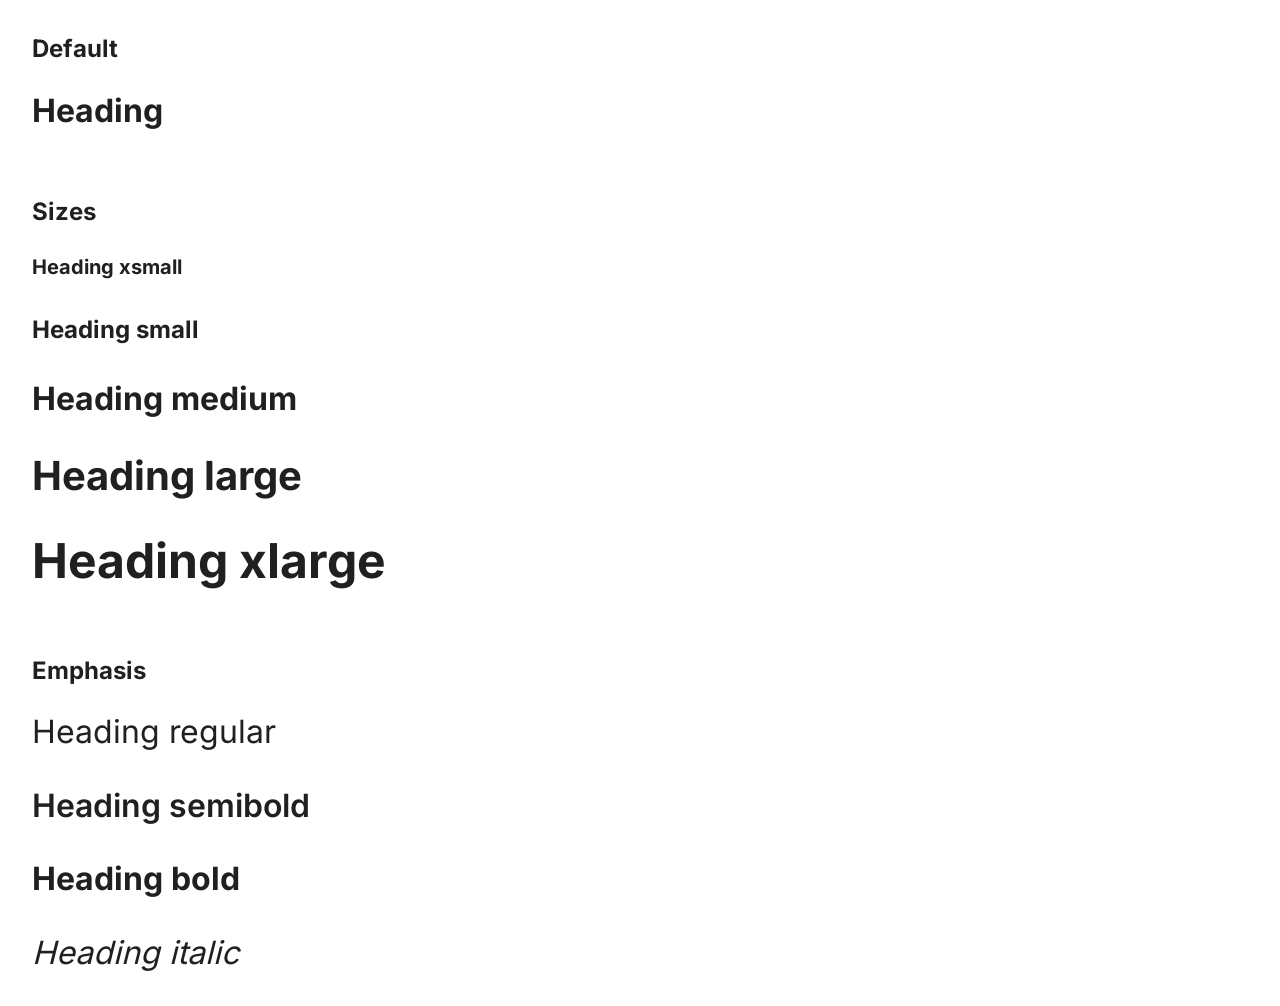 Default
Heading
Sizes
Heading xsmall
Heading small
Heading medium
Heading large
Heading xlarge
Emphasis
Heading regular
Heading semibold
Heading bold
Heading italic